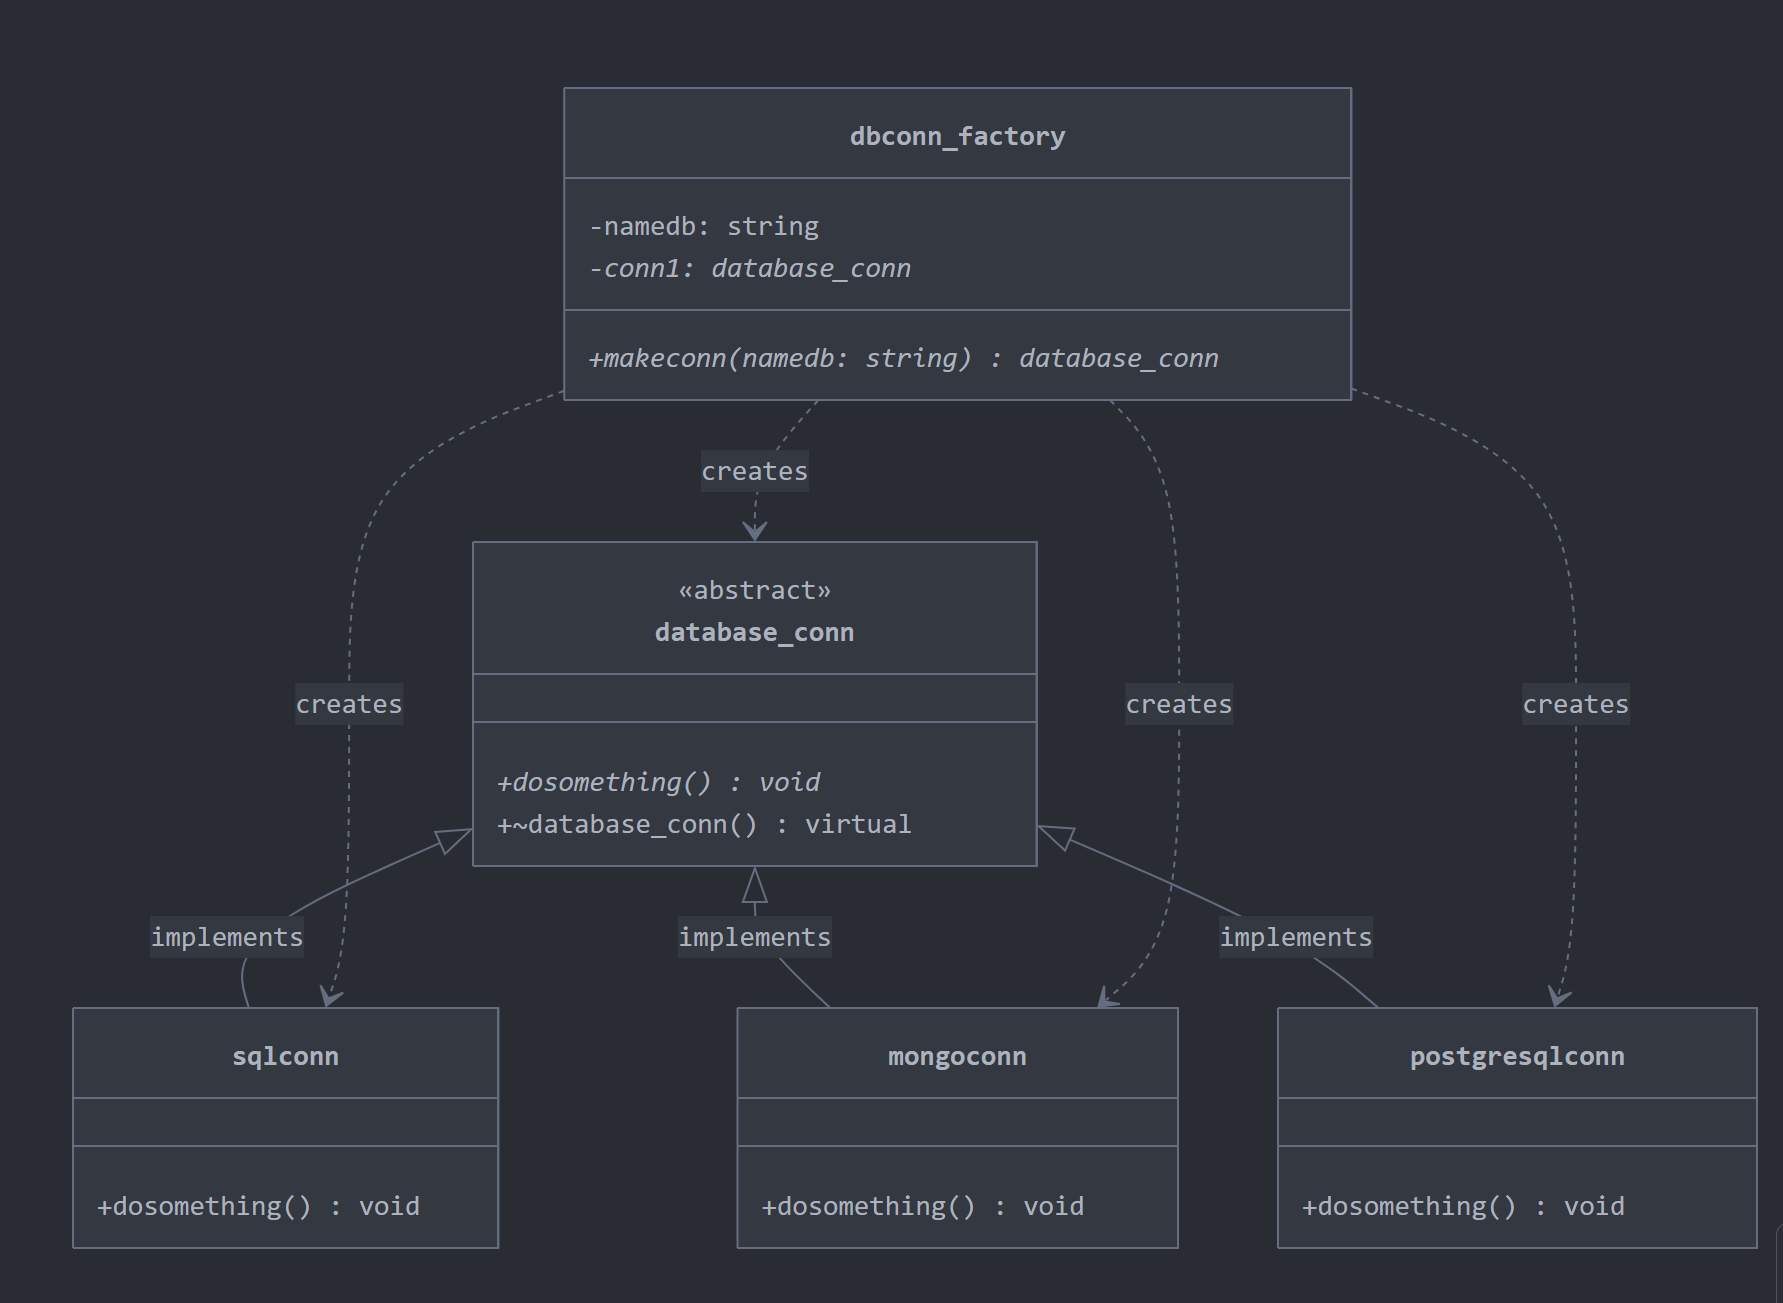 dbconn_factory
-namedb: string
-conn1: database_conn
+makeconn(namedb: string) : database_conn
creates
«abstract»
database_conn
creates
creates
creates
+dosomething() : void
+~database_conn() : virtual
implements
implements
implements
sqlconn
mongoconn
postgresqlconn
+dosomething() : void
+dosomething() : void
+dosomething() : void